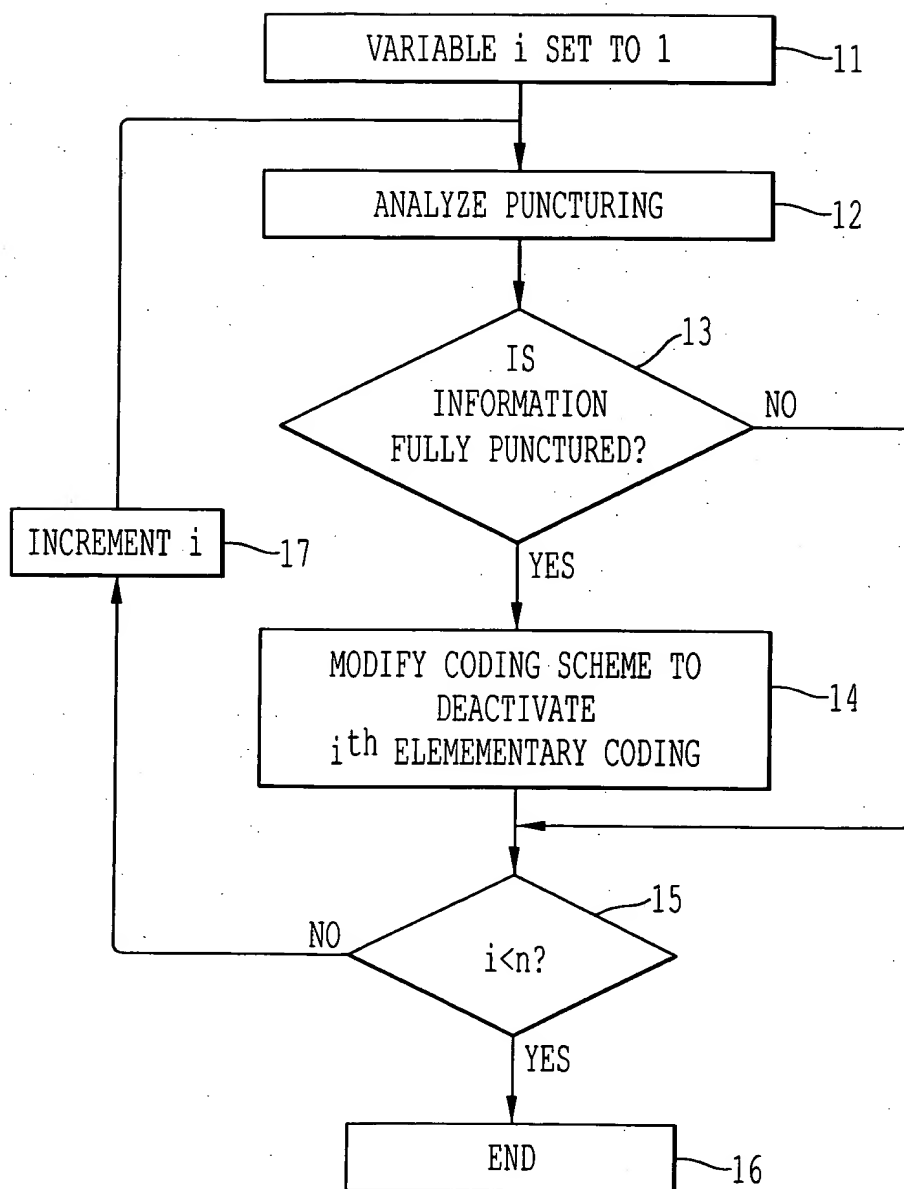 VARIABLE i SET TO 1
11
ANALYZE PUNCTURING
12
13
IS
INFORMATION
FULLY PUNCTURED?
NO
YES
INCREMENT i
17
MODIFY CODING SCHEME TO
DEACTIVATE
ith ELEMEMENTARY CODING
14
15
NO
i<n?
YES
END
16